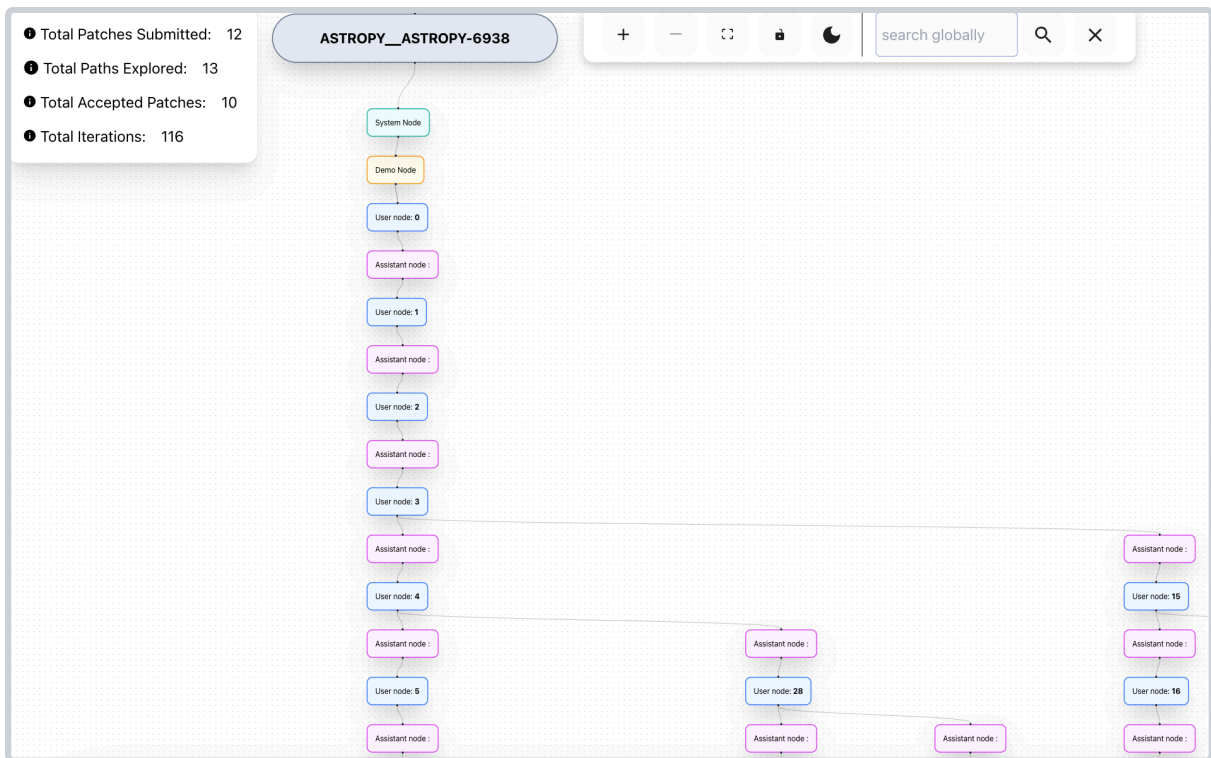 Total Patches Submitted: 12
Total Paths Explored: 13
Total Accepted Patches: 10
Total Iterations: 116
ASTROPY__ASTROPY-6938
search globally
System Node
Demo Node
User node: 0
Assistant node :
User node: 1
Assistant node :
User node: 2
Assistant node :
User node: 3
Assistant node :
Assistant node :
User node: 4
User node: 15
Assistant node :
Assistant node :
Assistant node :
User node: 5
User node: 28
User node: 16
Assistant node :
Assistant node :
Assistant node :
Assistant node :